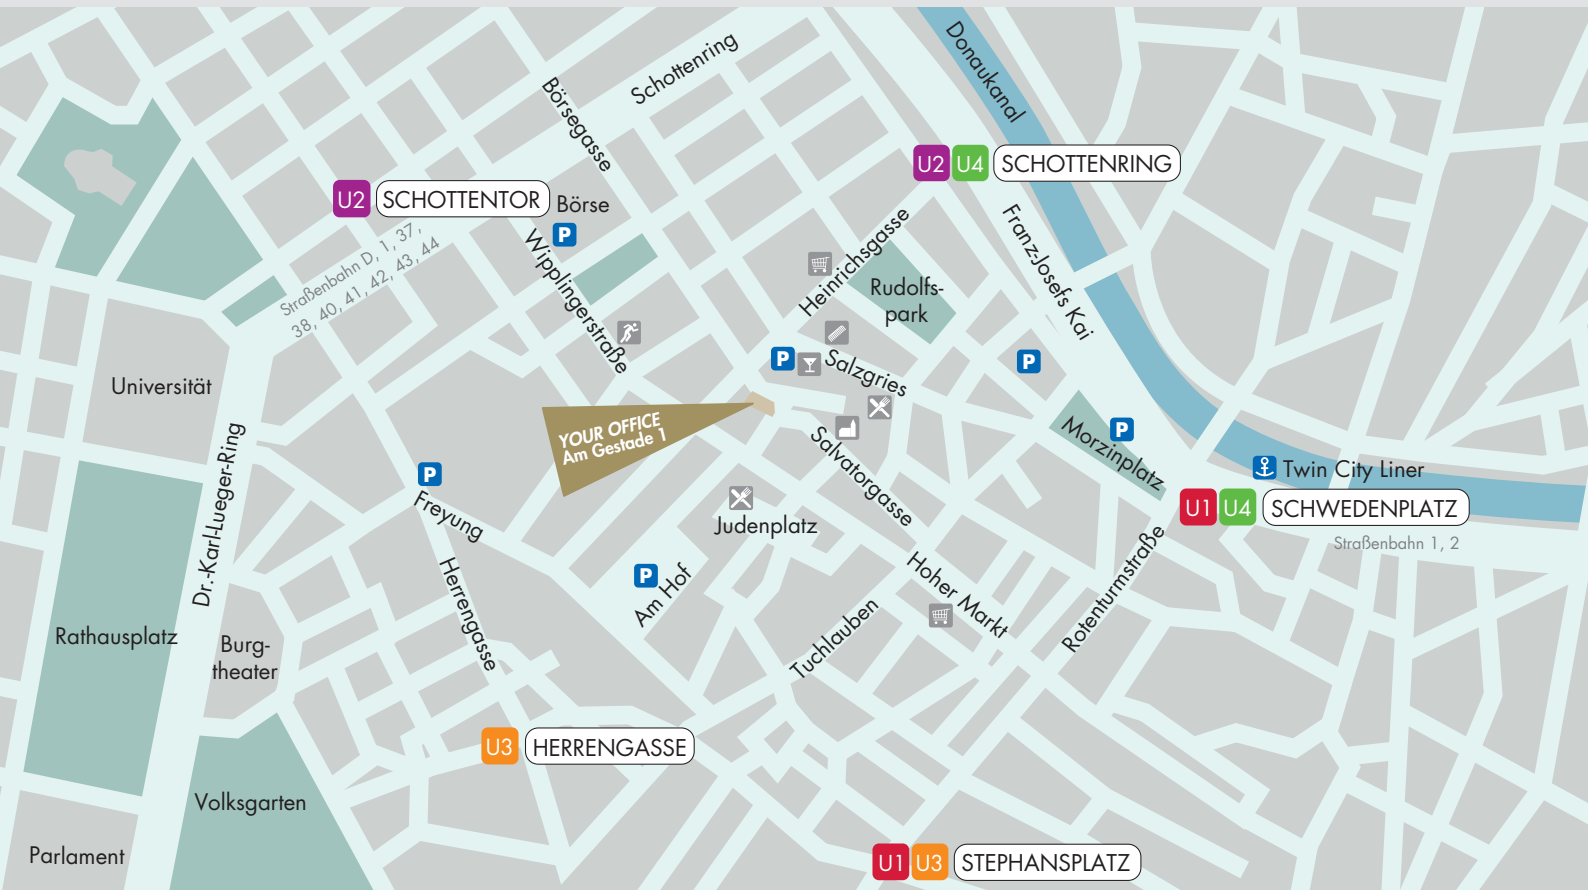 Donaukanal
Schottenring
Börsegasse
U2 U4 SCHOTTENRING
U2 SCHOTTENTOR
Börse
P
Straßenbahn D, 1, 37,
38, 40, 41, 42, 43, 44
Wipplingerstraße
Heinrichsgasse
Franz-Josefs Kai
Rudolfs-
park
P
Salzgries
P
Universität
YOUR OFFICE
Am Gestade 1
Salvatorgasse
P
Morzinplatz
Dr.-Karl-Lueger-Ring
P
Freyung
Twin City Liner
U1 U4 SCHWEDENPLATZ
Straßenbahn 1, 2
Judenplatz
Herrengasse
P
Am Hof
Hoher Markt
Tuchlauben
Rotenturmstraße
Rathausplatz
Burg-
theater
U3 HERRENGASSE
Volksgarten
Parlament
U1 U3 STEPHANSPLATZ